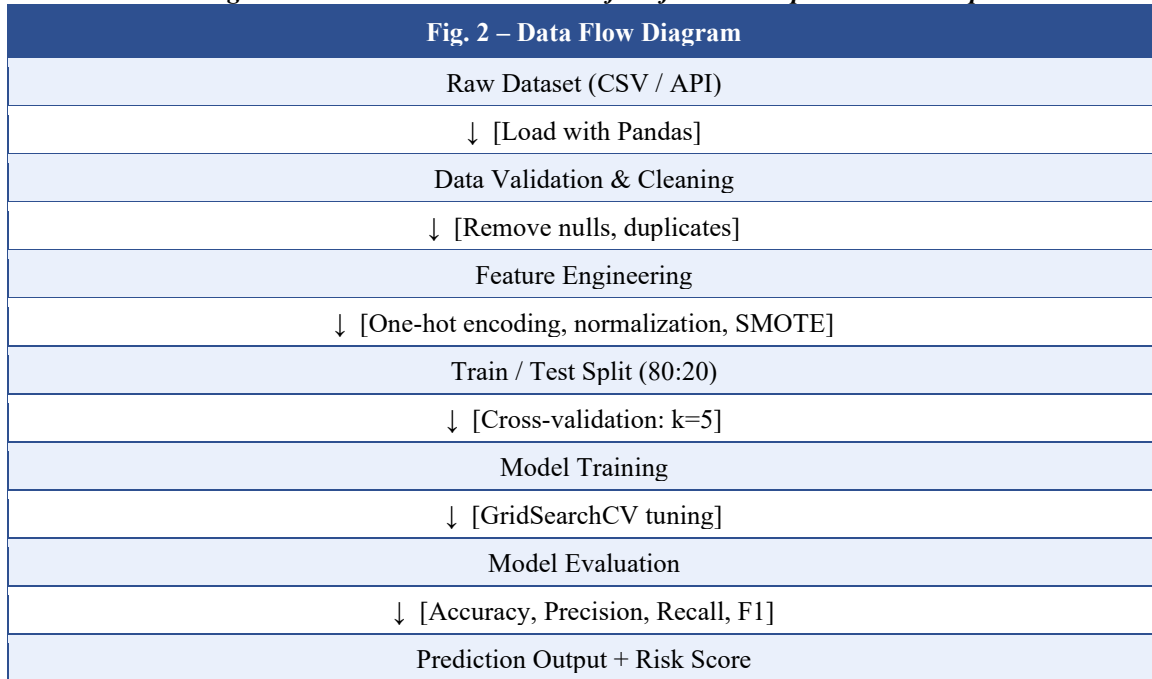 Fig. 2 – Data Flow Diagram
Raw Dataset (CSV / API)
↓ [Load with Pandas]
Data Validation & Cleaning
↓ [Remove nulls, duplicates]
Feature Engineering
↓ [One-hot encoding, normalization, SMOTE]
Train / Test Split (80:20)
↓ [Cross-validation: k=5]
Model Training
↓ [GridSearchCV tuning]
Model Evaluation
↓ [Accuracy, Precision, Recall, F1]
Prediction Output + Risk Score